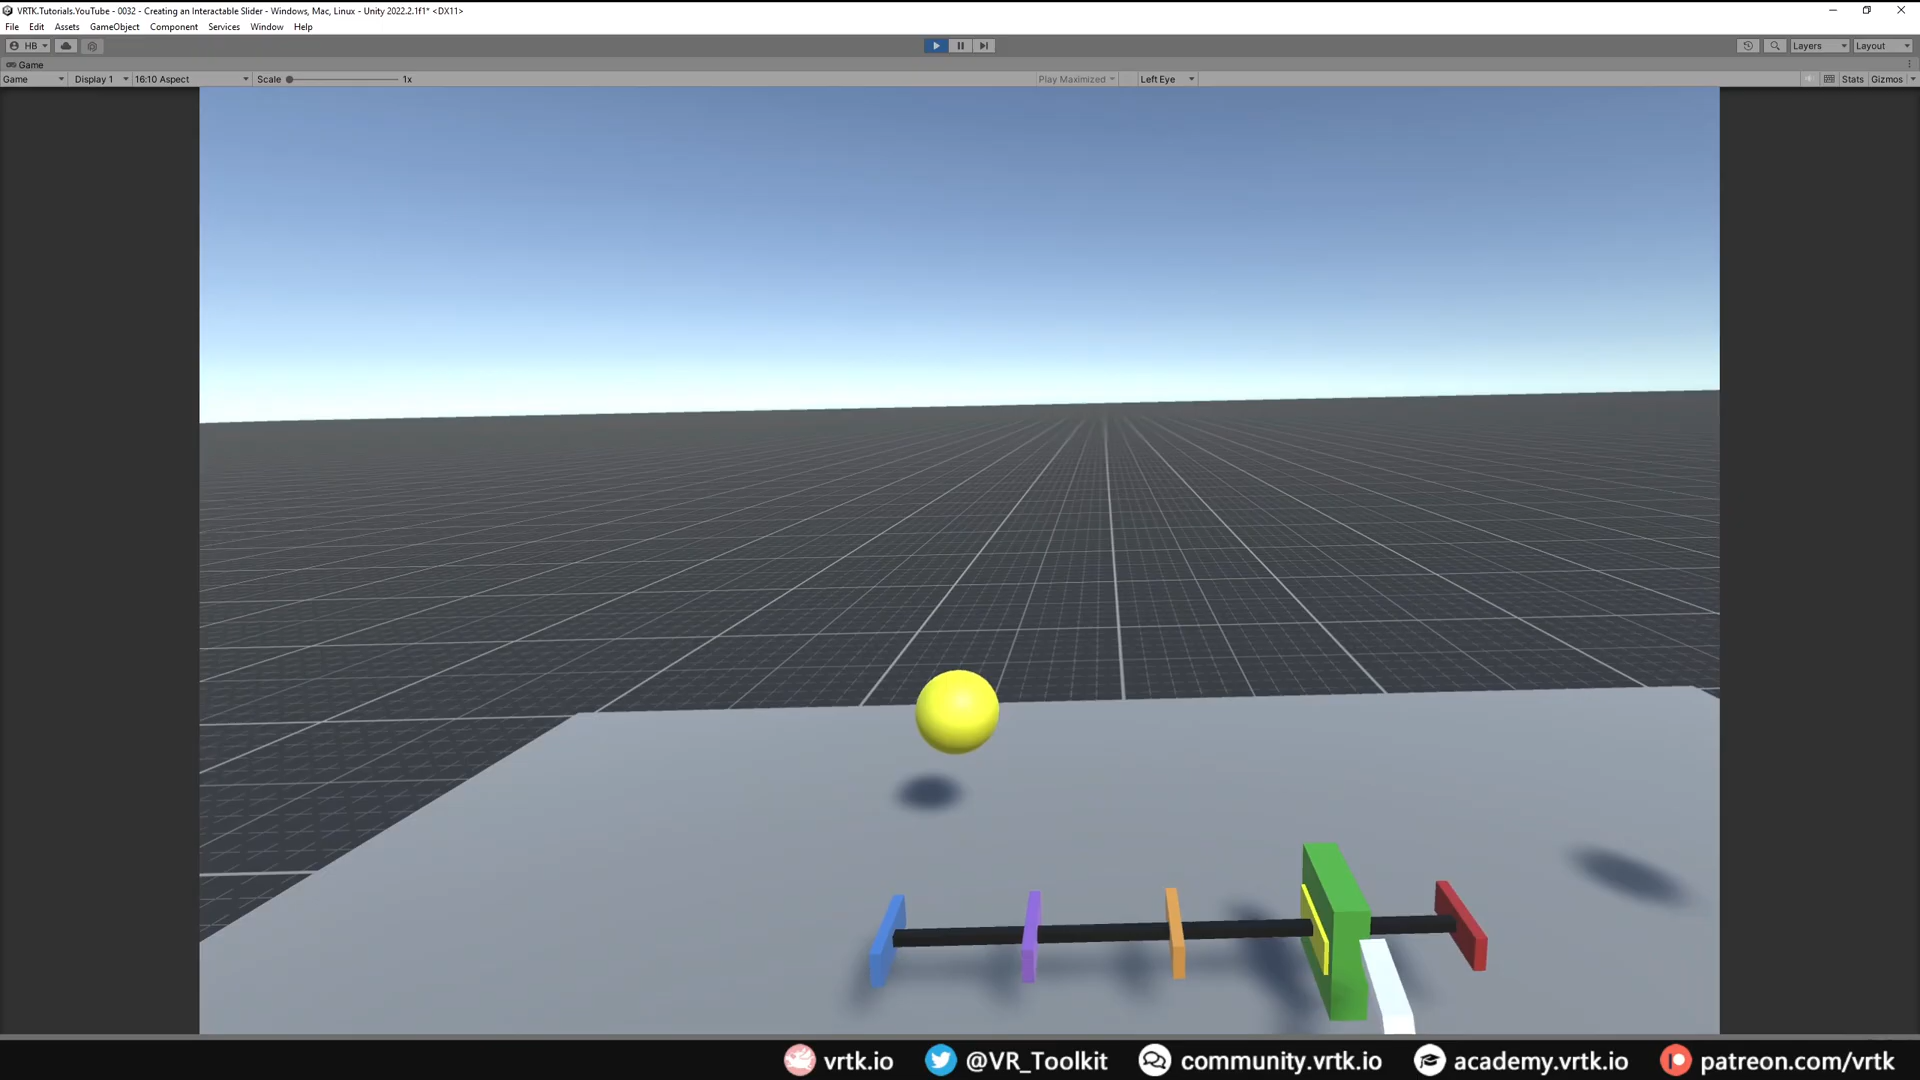 VRTK.Tutorials.YouTube - 0032 - Creating an Interactable Slider - Windows, Mac, Linux - Unity 2022.2.1f1* <DX11>
File Edit Assets GameObject Component Services Window Help
HB Layers Layout
Game
Game Display 1 16:10 Aspect Scale 1x Play Maximized Left Eye Stats Gizmos
vrtk.io @VR_Toolkit community.vrtk.io academy.vrtk.io patreon.com/vrtk